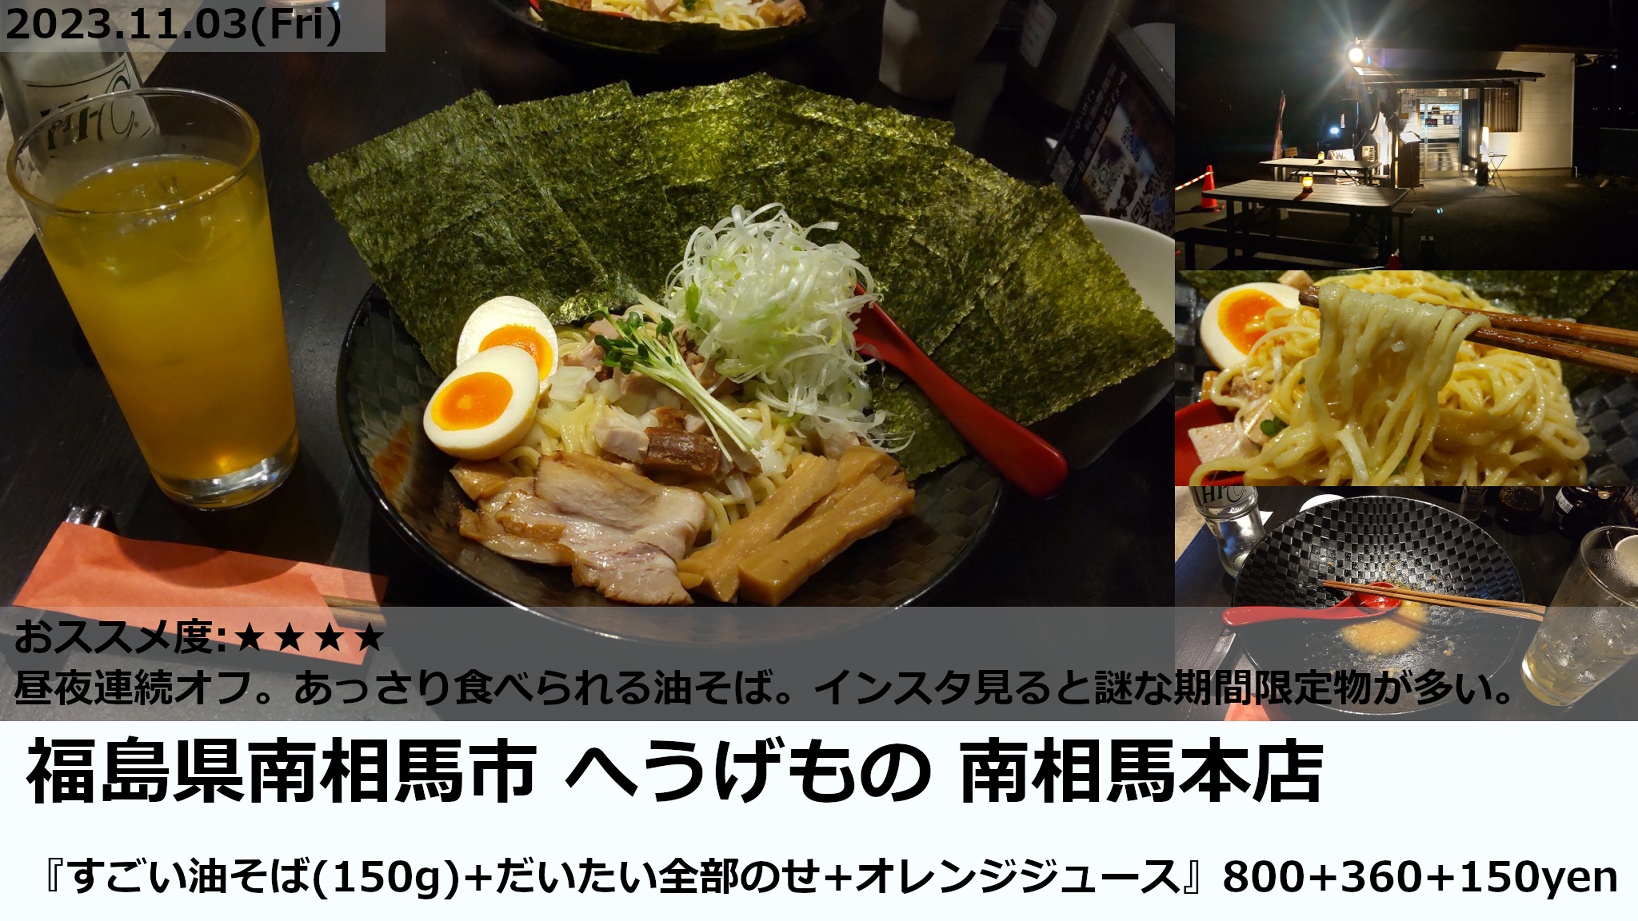 2023.11.03(Fri)
おススメ度:★★★★
昼夜連続オフ。あっさり食べられる油そば。インスタ見ると謎な期間限定物が多い。
福島県南相馬市 へうげもの 南相馬本店
『すごい油そば(150g)+だいたい全部のせ+オレンジジュース』800+360+150yen